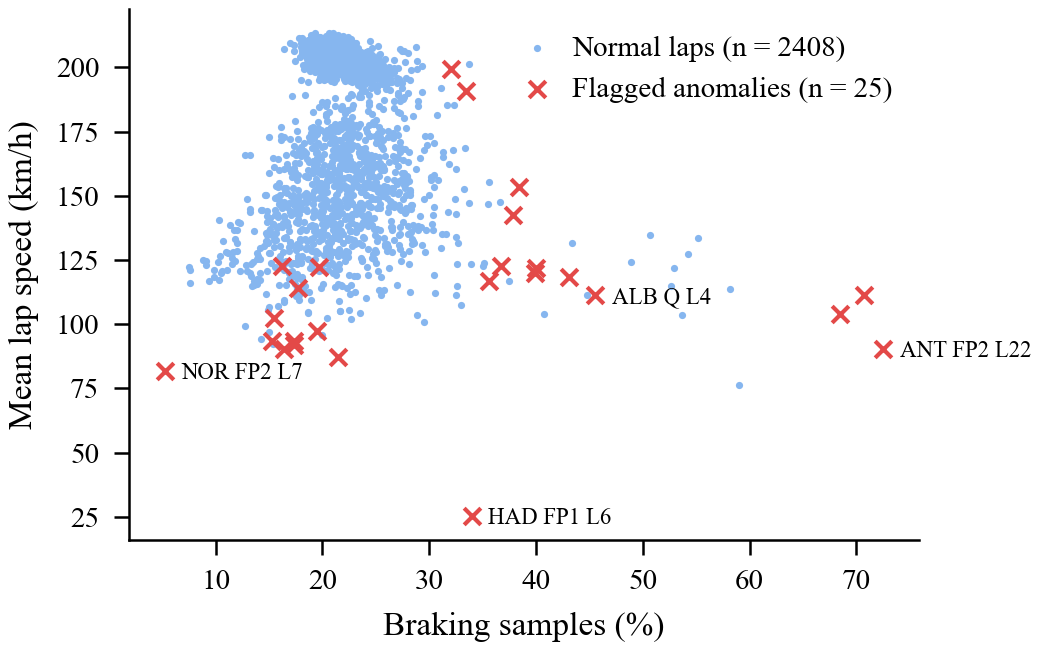 Normal laps (n = 2408)
Flagged anomalies (n = 25)
Mean lap speed (km/h)
200
175
150
125
100
75
50
25
ALB Q L4
ANT FP2 L22
NOR FP2 L7
HAD FP1 L6
10 20 30 40 50 60 70
Braking samples (%)